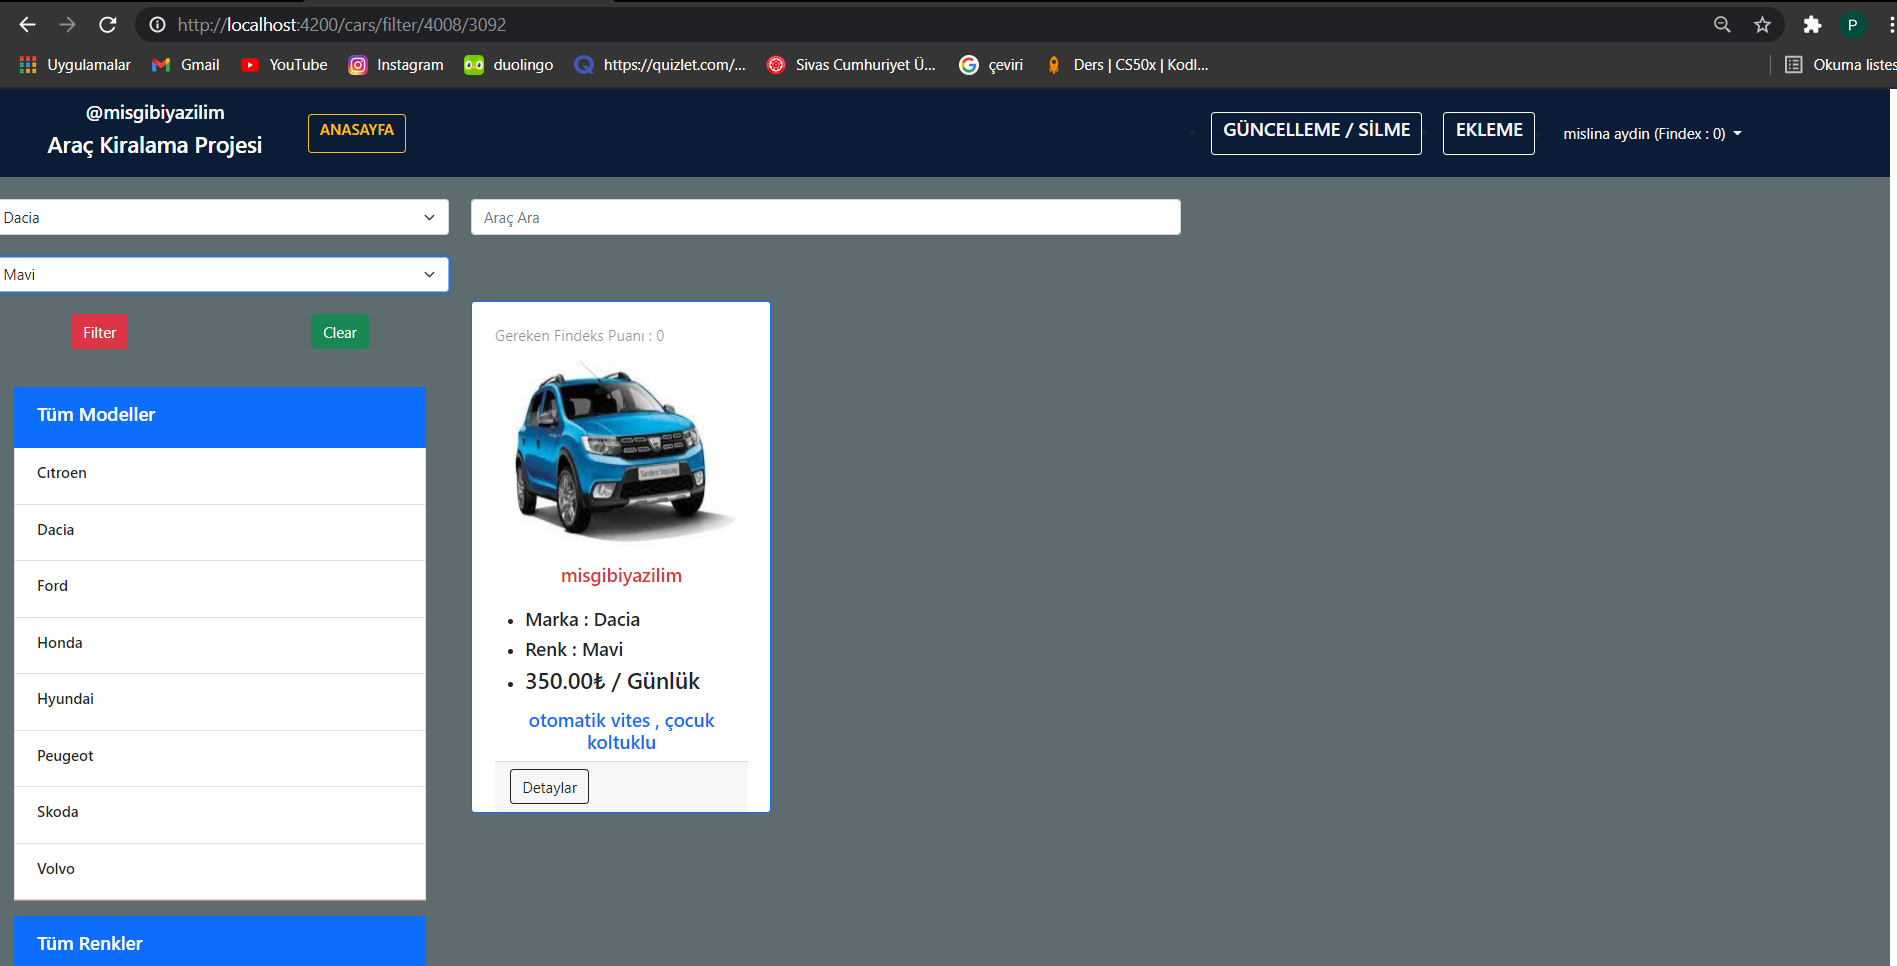 http://localhost:4200/cars/filter/4008/3092
P
Uygulamalar Gmail YouTube Instagram duolingo https://quizlet.com/... Sivas Cumhuriyet Ü... çeviri Ders | CS50x | Kodl... Okuma listes
@misgibiyazilim
Araç Kiralama Projesi
ANASAYFA
GÜNCELLEME / SİLME
EKLEME
mislina aydin (Findex : 0)
Dacia
Araç Ara
Mavi
Filter
Clear
Tüm Modeller
Cıtroen
Dacia
Ford
Honda
Hyundai
Peugeot
Skoda
Volvo
Tüm Renkler
Gereken Findeks Puanı : 0
misgibiyazilim
Marka : Dacia
Renk : Mavi
350.00₺ / Günlük
otomatik vites , çocuk
koltuklu
Detaylar